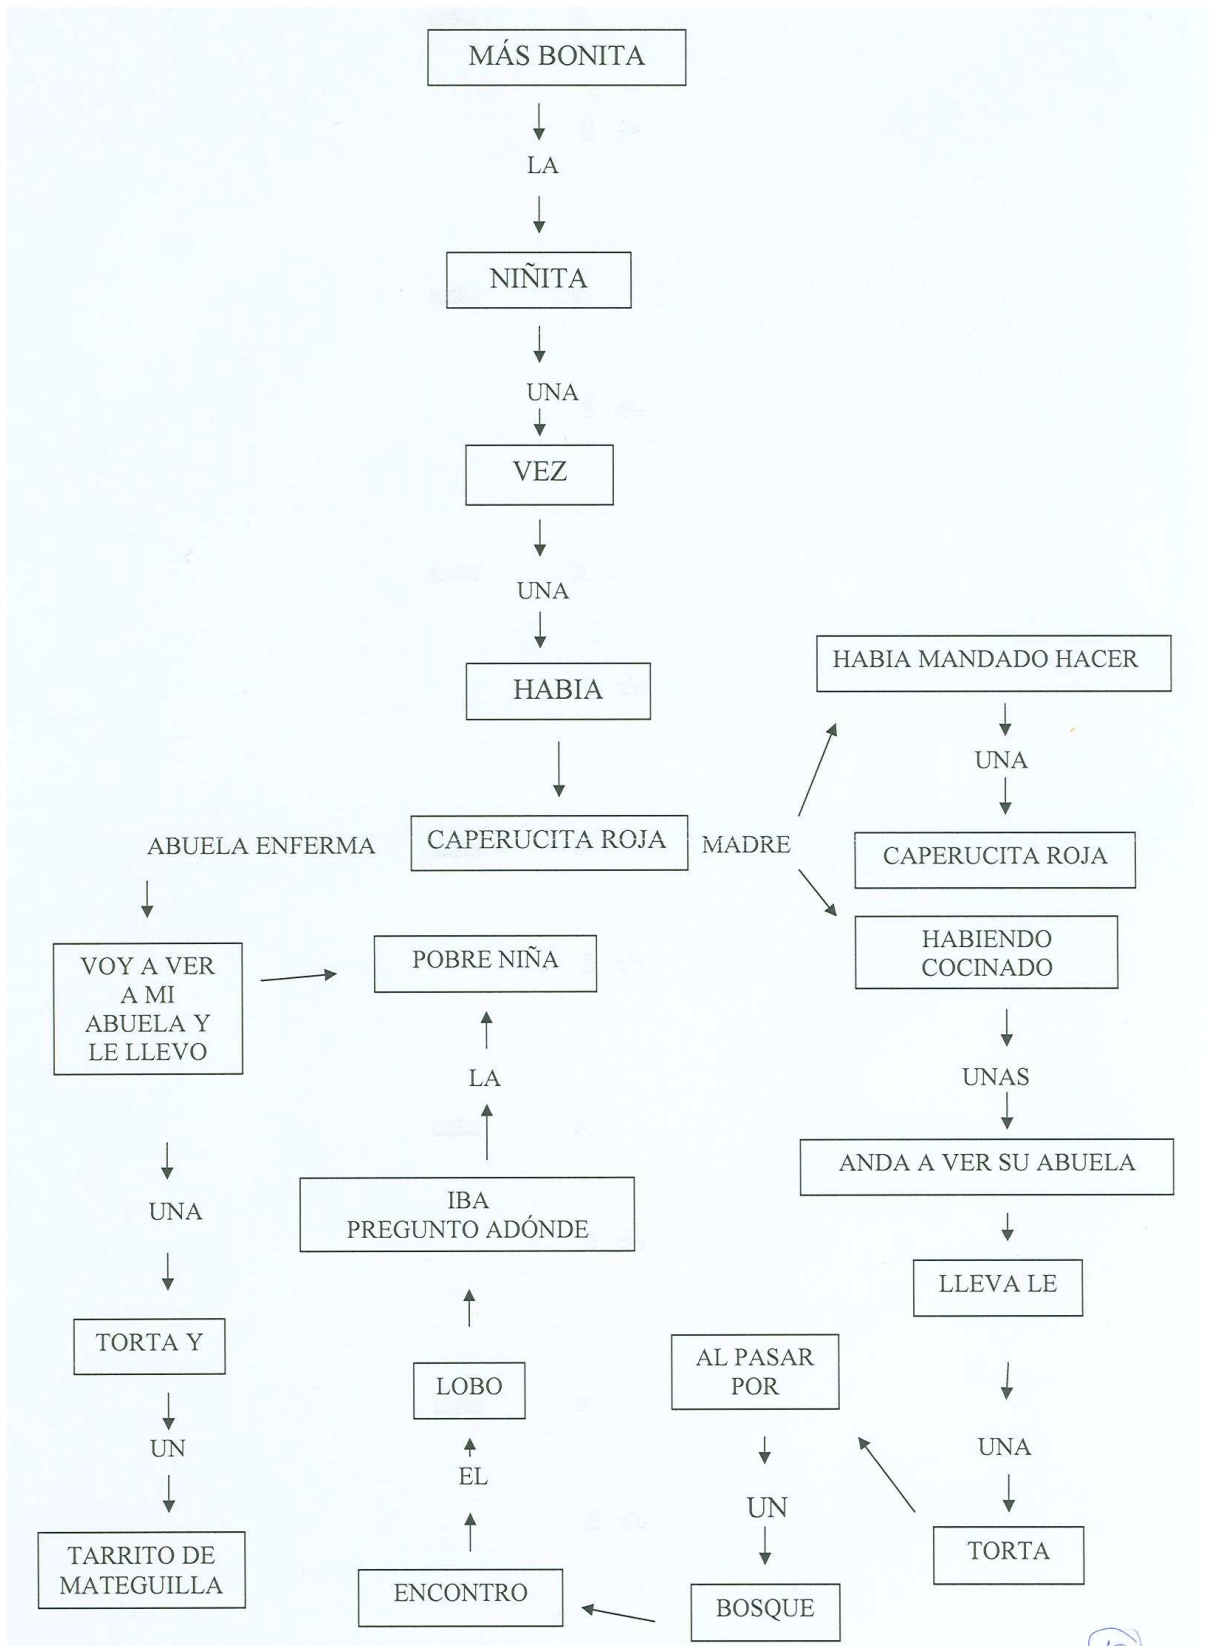 MÁS BONITA
LA
NIÑITA
UNA
VEZ
UNA
HABIA
HABIA MANDADO HACER
UNA
CAPERUCITA ROJA
MADRE
ABUELA ENFERMA
CAPERUCITA ROJA
HABIENDO
COCINADO
VOY A VER
A MI
ABUELA Y
LE LLEVO
POBRE NIÑA
LA
UNAS
ANDA A VER SU ABUELA
IBA
PREGUNTO ADÓNDE
UNA
LLEVA LE
TORTA Y
LOBO
AL PASAR
POR
UN
EL
UN
UNA
TARRITO DE
MATEGUILLA
ENCONTRO
BOSQUE
TORTA